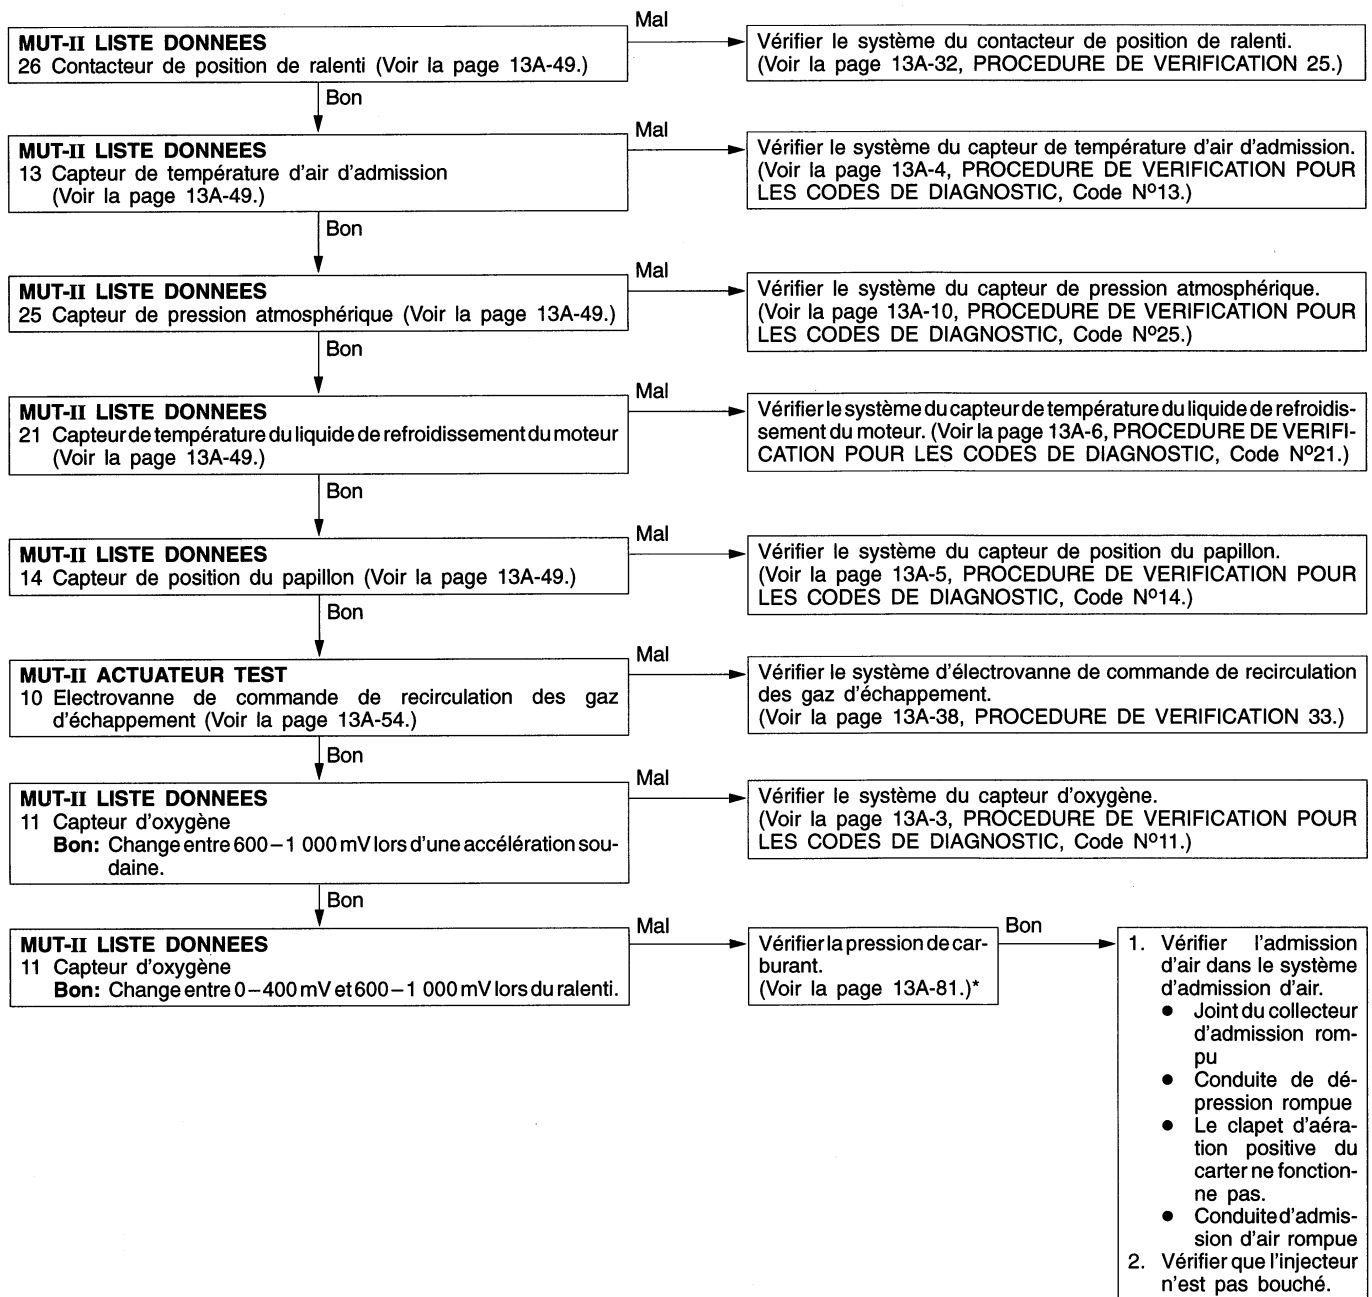 Mal
MUT-II LISTE DONNEES
26 Contacteur de position de ralenti (Voir la page 13A-49.)
Vérifier le système du contacteur de position de ralenti.
(Voir la page 13A-32, PROCEDURE DE VERIFICATION 25.)
Bon
Mal
MUT-II LISTE DONNEES
13 Capteur de température d'air d'admission
(Voir la page 13A-49.)
Vérifier le système du capteur de température d'air d'admission.
(Voir la page 13A-4, PROCEDURE DE VERIFICATION POUR
LES CODES DE DIAGNOSTIC, Code Nº13.)
Bon
Mal
MUT-II LISTE DONNEES
25 Capteur de pression atmosphérique (Voir la page 13A-49.)
Vérifier le système du capteur de pression atmosphérique.
(Voir la page 13A-10, PROCEDURE DE VERIFICATION POUR
LES CODES DE DIAGNOSTIC, Code Nº25.)
Bon
Mal
MUT-II LISTE DONNEES
21 Capteur de température du liquide de refroidissement du moteur
(Voir la page 13A-49.)
Vérifier le système du capteur de température du liquide de refroidis-
sement du moteur. (Voir la page 13A-6, PROCEDURE DE VERIFI-
CATION POUR LES CODES DE DIAGNOSTIC, Code Nº21.)
Bon
Mal
MUT-II LISTE DONNEES
14 Capteur de position du papillon (Voir la page 13A-49.)
Vérifier le système du capteur de position du papillon.
(Voir la page 13A-5, PROCEDURE DE VERIFICATION POUR
LES CODES DE DIAGNOSTIC, Code Nº14.)
Bon
Mal
MUT-II ACTUATEUR TEST
10 Electrovanne de commande de recirculation des gaz
d'échappement (Voir la page 13A-54.)
Vérifier le système d'électrovanne de commande de recirculation
des gaz d'échappement.
(Voir la page 13A-38, PROCEDURE DE VERIFICATION 33.)
Bon
Mal
MUT-II LISTE DONNEES
11 Capteur d'oxygène
Bon: Change entre 600–1 000 mV lors d'une accélération sou-
daine.
Vérifier le système du capteur d'oxygène.
(Voir la page 13A-3, PROCEDURE DE VERIFICATION POUR
LES CODES DE DIAGNOSTIC, Code Nº11.)
Bon
Mal
MUT-II LISTE DONNEES
11 Capteur d'oxygène
Bon: Change entre 0–400 mV et 600–1 000 mV lors du ralenti.
Vérifier la pression de car-
burant.
(Voir la page 13A-81.)*
Bon
1. Vérifier l'admission
d'air dans le système
d'admission d'air.
● Joint du collecteur
d'admission rom-
pu
● Conduite de dé-
pression rompue
● Le clapet d'aéra-
tion positive du
carter ne fonction-
ne pas.
● Conduite d'admis-
sion d'air rompue
2. Vérifier que l'injecteur
n'est pas bouché.